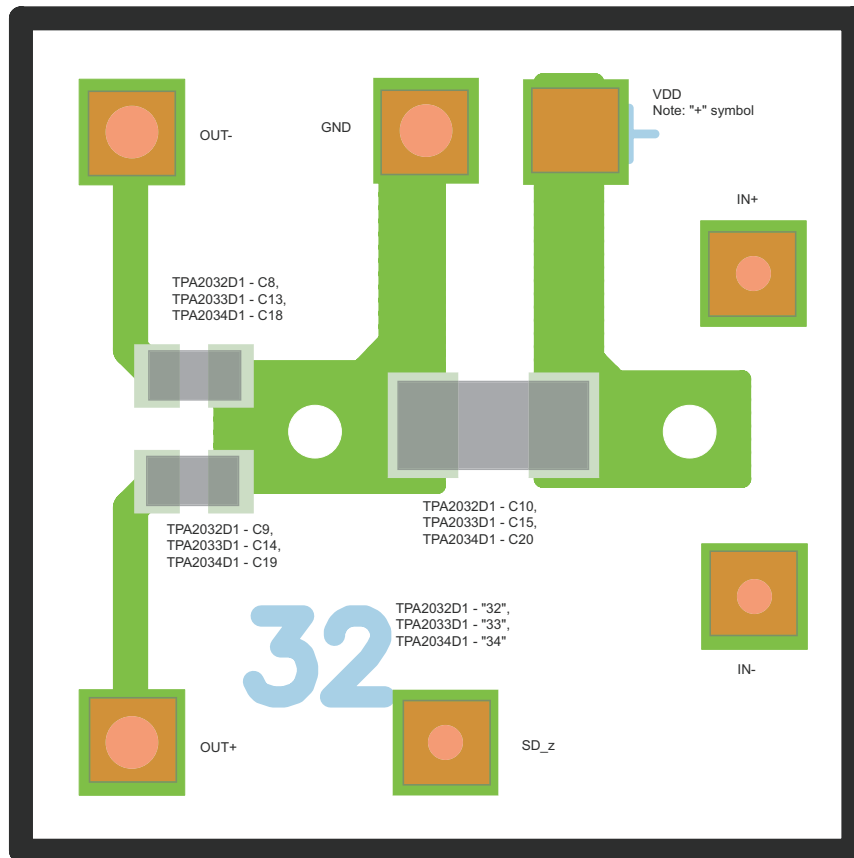 VDD
Note: "+" symbol
GND
OUT-
IN+
TPA2032D1 - C8,
TPA2033D1 - C13,
TPA2034D1 - C18
TPA2032D1 - C10,
TPA2033D1 - C15,
TPA2034D1 - C20
TPA2032D1 - C9,
TPA2033D1 - C14,
TPA2034D1 - C19
32
TPA2032D1 - "32",
TPA2033D1 - "33",
TPA2034D1 - "34"
IN-
OUT+
SD_z